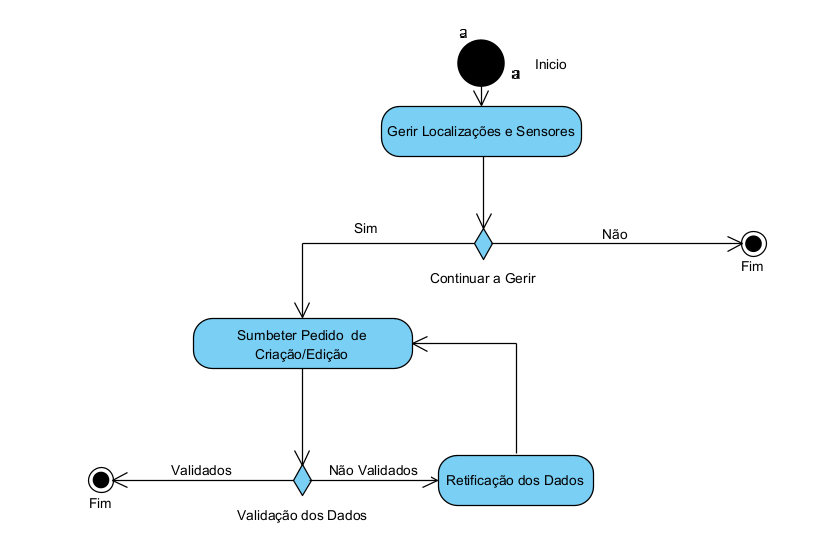 a
a
Inicio
Gerir Localizações e Sensores
Sim
Não
Continuar a Gerir
Fim
Sumbeter Pedido de
Criação/Edição
Validados
Não Validados
Retificação dos Dados
Fim
Validação dos Dados